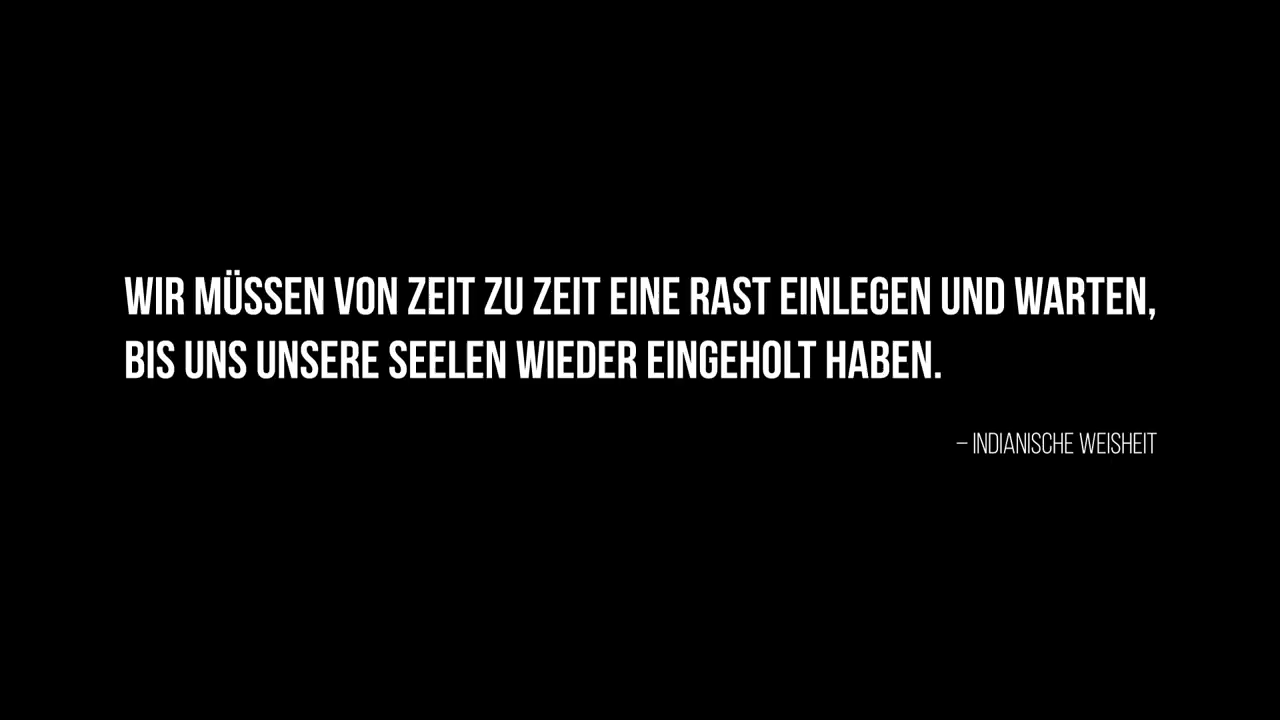 WIR MÜSSEN VON ZEIT ZU ZEIT EINE RAST EINLEGEN UND WARTEN,
BIS UNS UNSERE SEELEN WIEDER EINGEHOLT HABEN.
– INDIANISCHE WEISHEIT